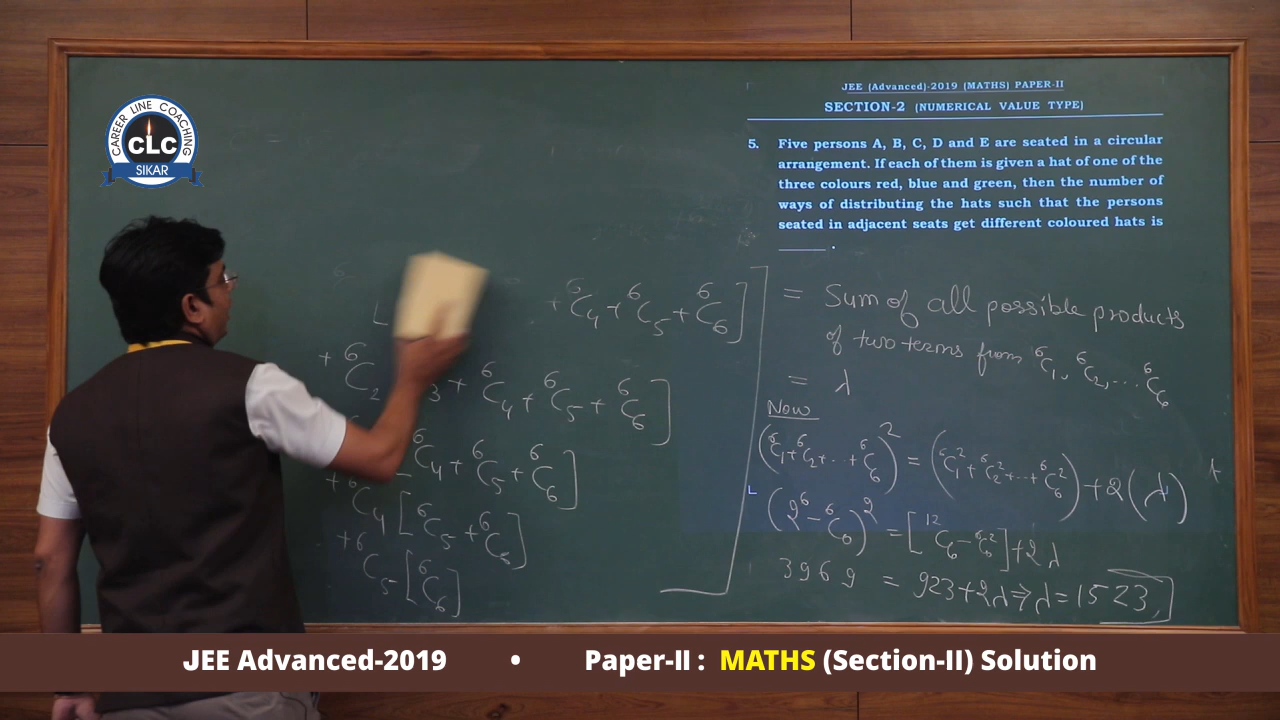 CAREER LINE COACHING
CLC
SIKAR
JEE (Advanced)-2019 (MATHS) PAPER-II
SECTION-2 (NUMERICAL VALUE TYPE)
5. Five persons A, B, C, D and E are seated in a circular
arrangement. If each of them is given a hat of one of the
three colours red, blue and green, then the number of
ways of distributing the hats such that the persons
seated in adjacent seats get different coloured hats is
______ .
+ ⁶C₄ + ⁶C₅ + ⁶C₆]
+ ⁶C₂ ₃ + ⁶C₄ + ⁶C₅ + ⁶C₆]
⁶C₄ + ⁶C₅ + ⁶C₆]
+ ⁶C₄ [⁶C₅ + ⁶C₆]
+ ⁶C₅ [⁶C₆]
= Sum of all possible products
of two terms from ⁶C₁, ⁶C₂, ... ⁶C₆
= λ
Now
(⁶C₁+⁶C₂+...+⁶C₆)² = (⁶C₁²+⁶C₂²+...+⁶C₆²)+2(λ)
(2⁶-⁶C₀)² = [¹²C₆-⁶C₀²]+2λ
3969 = 923+2λ⇒λ=1523,
JEE Advanced-2019 • Paper-II : MATHS (Section-II) Solution